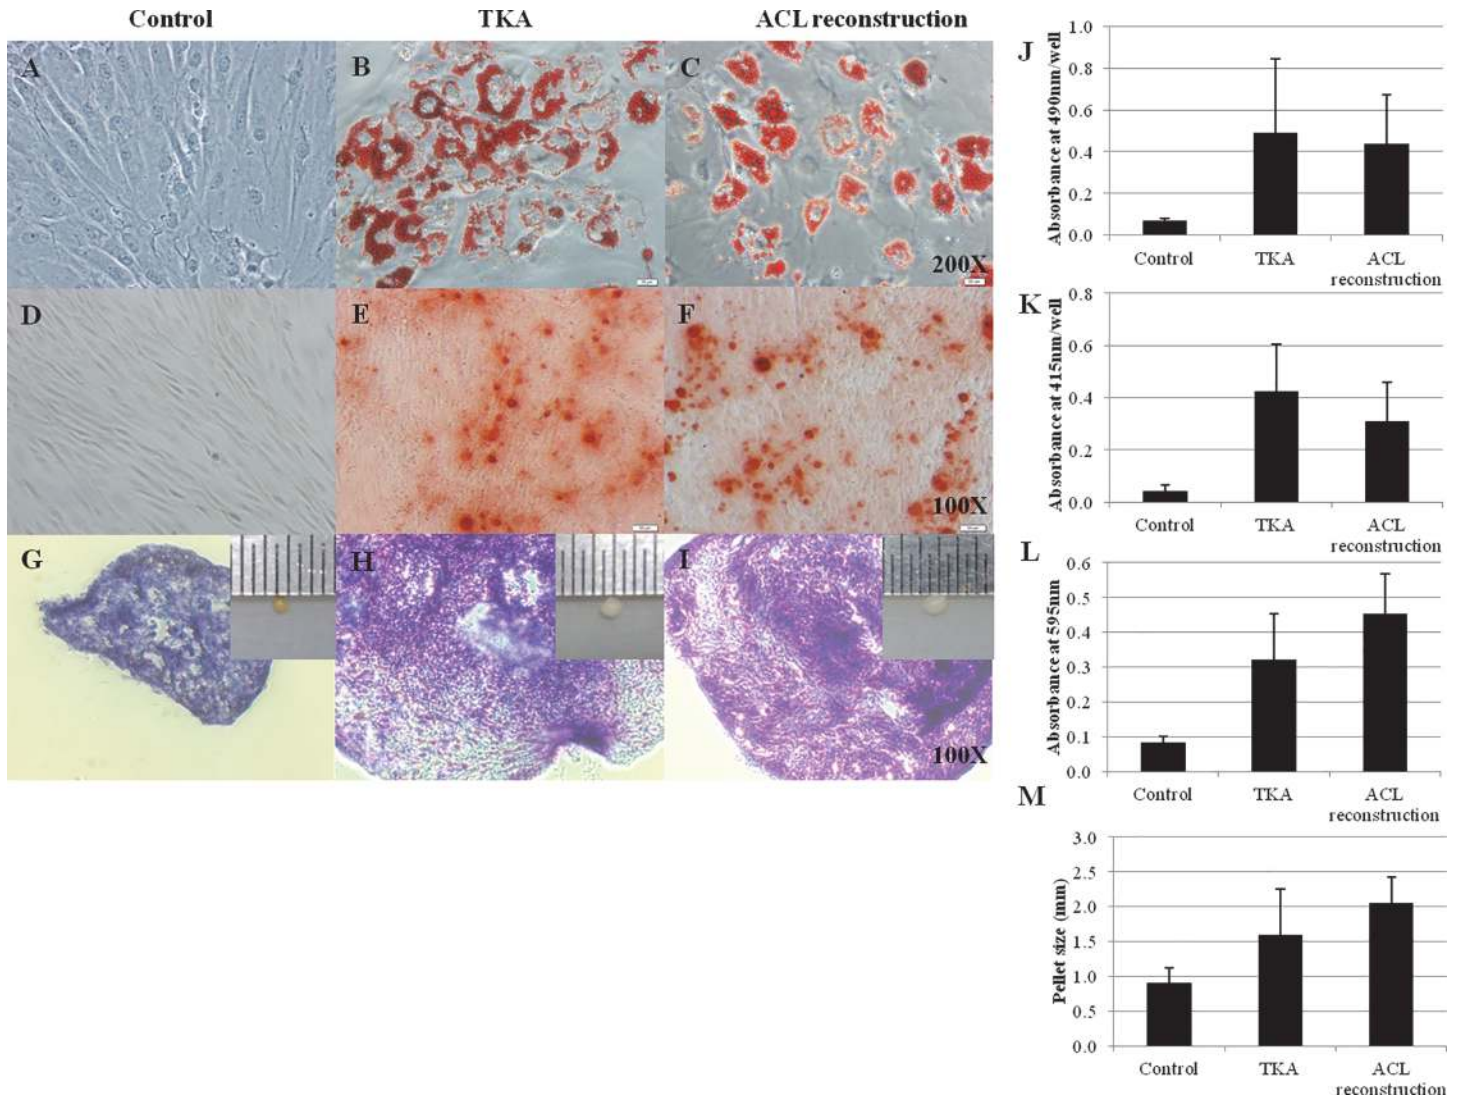 Control
TKA
ACL reconstruction
A
B
C
200X
D
E
F
100X
G
H
I
100X
J
Absorbance at 490nm/well
1.0
0.8
0.6
0.4
0.2
0.0
Control
TKA
ACL
reconstruction
K
Absorbance at 415nm/well
0.8
0.6
0.4
0.2
0.0
Control
TKA
ACL
reconstruction
L
Absorbance at 595nm
0.6
0.5
0.4
0.3
0.2
0.1
0.0
Control
TKA
ACL
reconstruction
M
Pellet size (mm)
3.0
2.5
2.0
1.5
1.0
0.5
0.0
Control
TKA
ACL
reconstruction